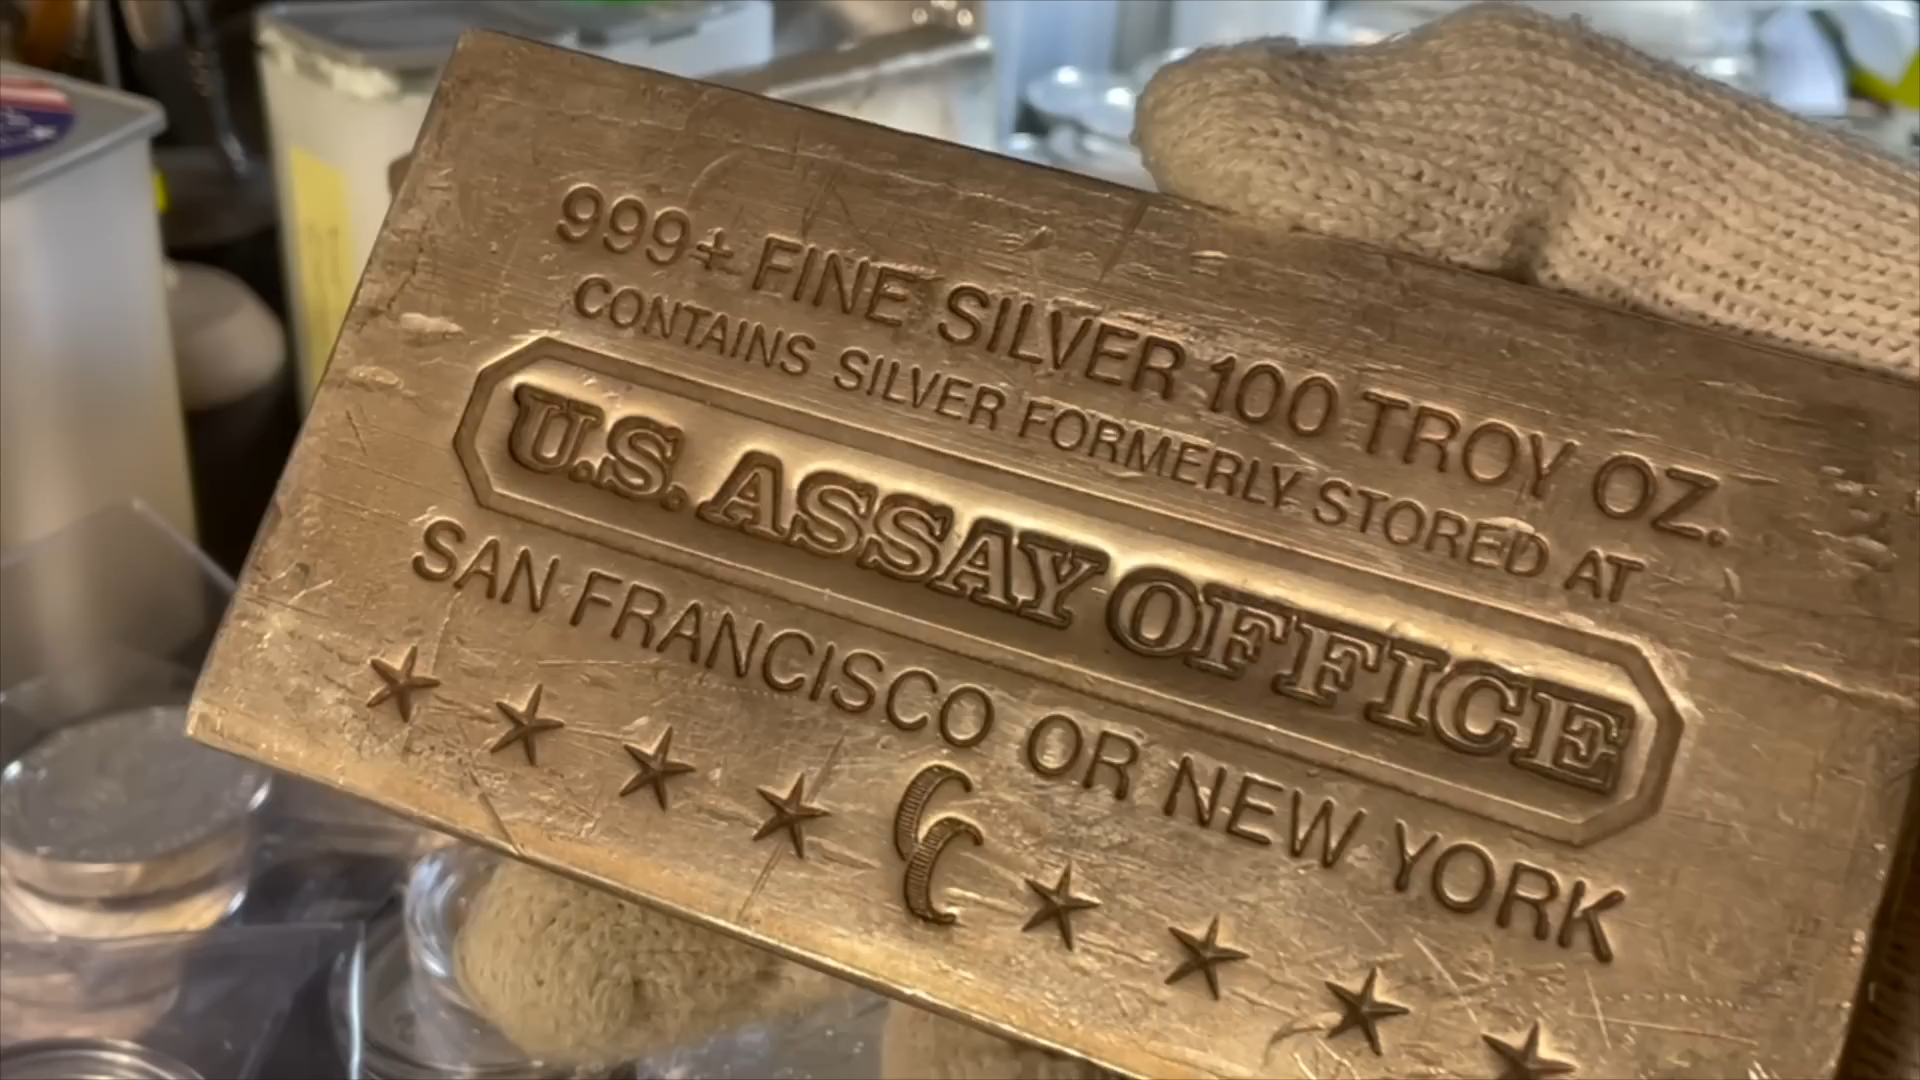 999+ FINE SILVER 100 TROY OZ.
CONTAINS SILVER FORMERLY STORED AT
U.S. ASSAY OFFICE
SAN FRANCISCO OR NEW YORK